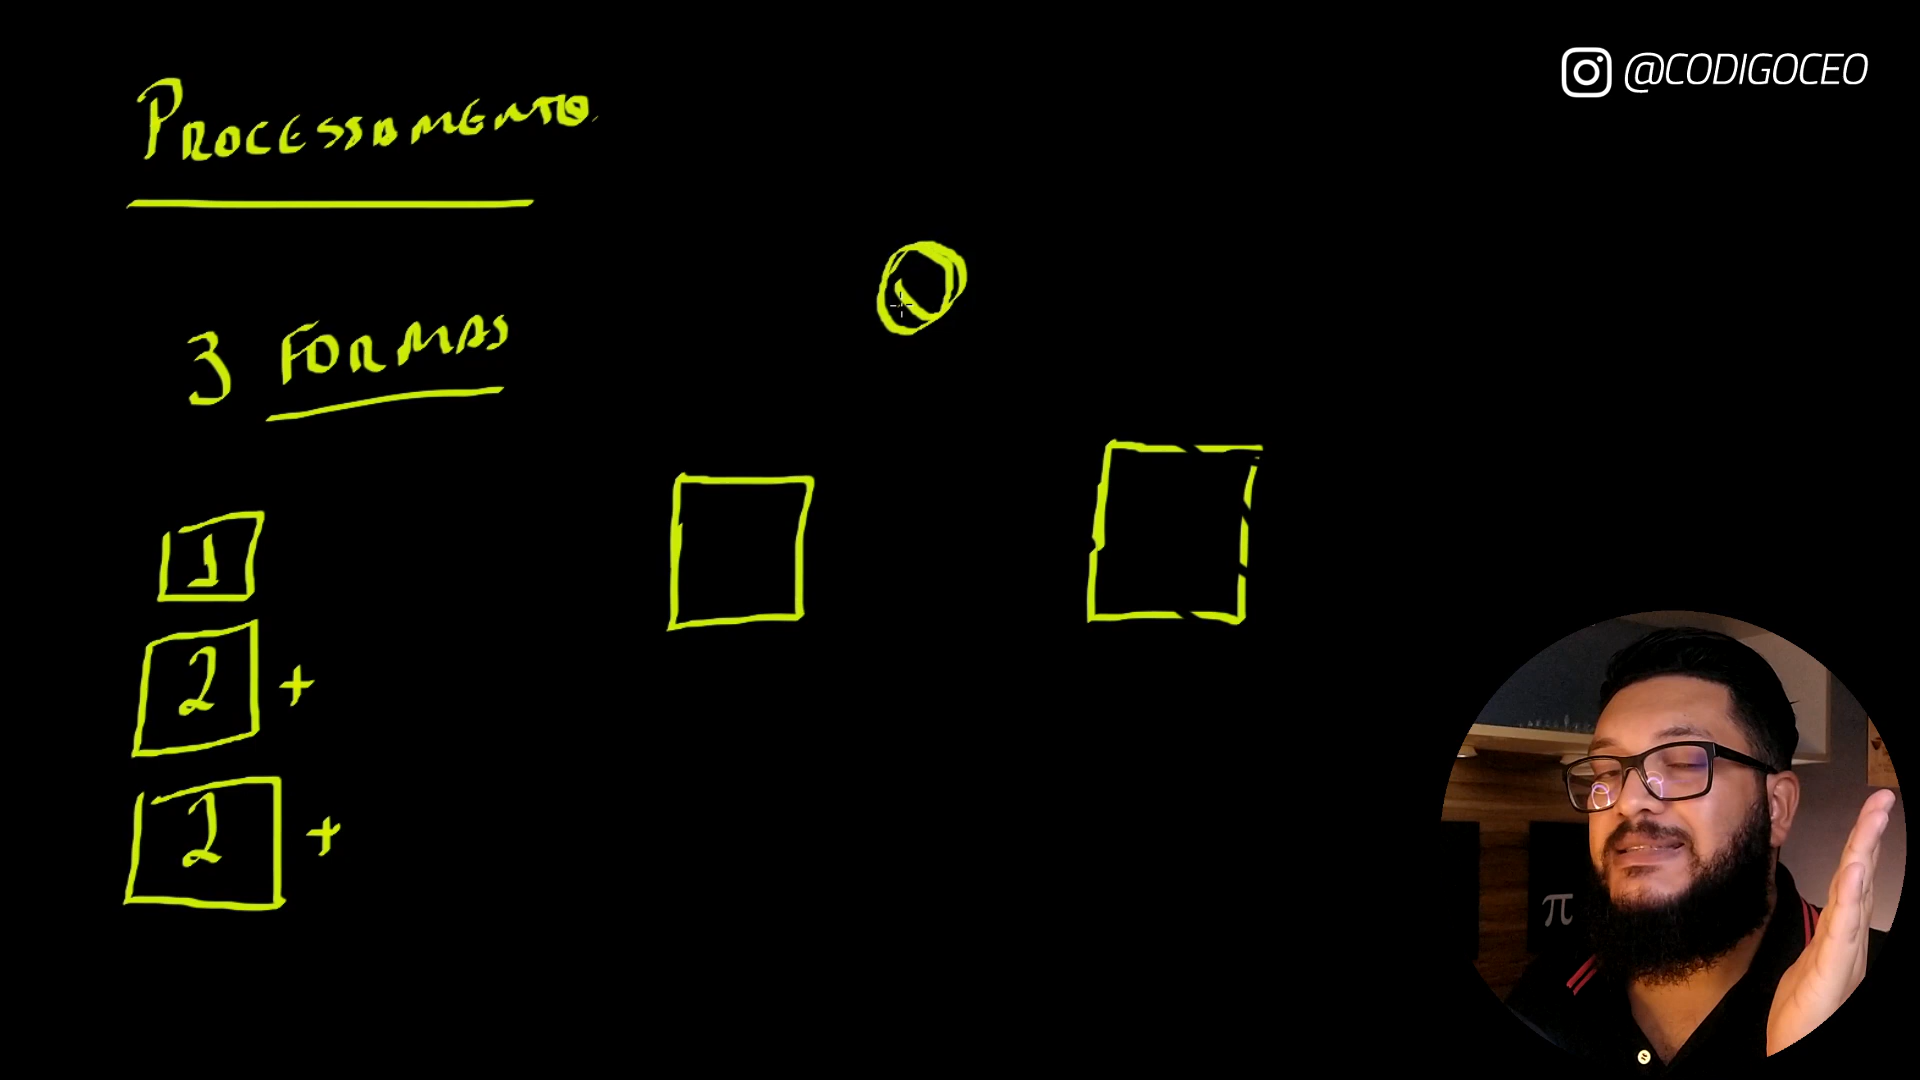 @CODIGOCEO
PROCESSAMENTO
3 FORMAS
1
2 +
2 +
π